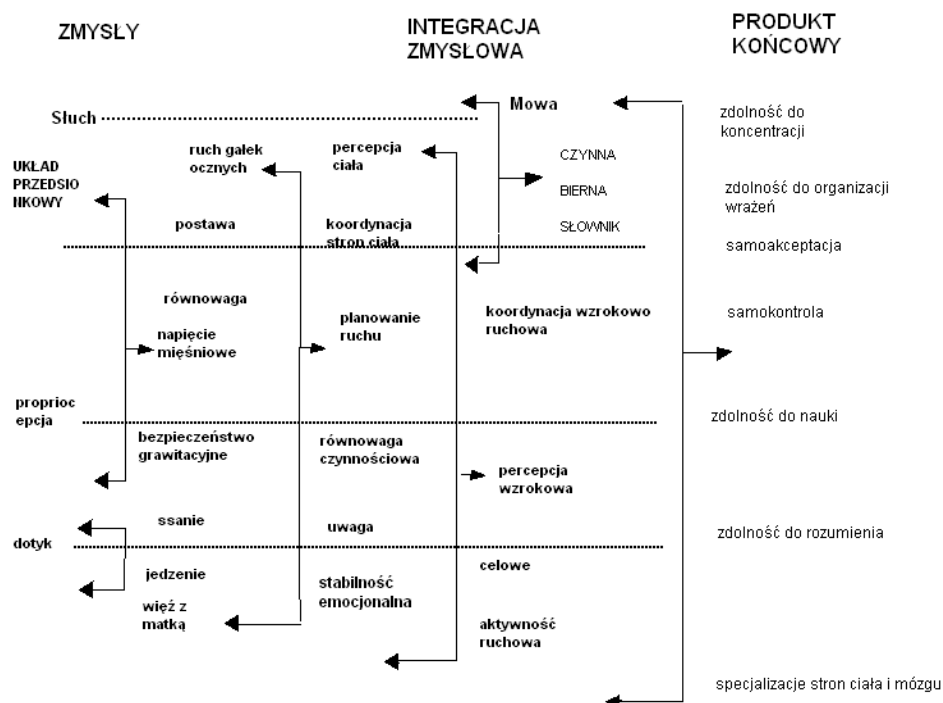 ZMYSŁY
INTEGRACJA
ZMYSŁOWA
PRODUKT
KOŃCOWY
Słuch
Mowa
zdolność do
koncentracji
UKŁAD
PRZEDSIO
NKOWY
ruch gałek
ocznych
percepcja
ciała
CZYNNA
BIERNA
SŁOWNIK
zdolność do organizacji
wrażeń
postawa
koordynacja
stron ciała
samoakceptacja
równowaga
napięcie
mięśniowe
planowanie
ruchu
koordynacja wzrokowo
ruchowa
samokontrola
proprioc
epcja
zdolność do nauki
bezpieczeństwo
grawitacyjne
równowaga
czynnościowa
percepcja
wzrokowa
ssanie
uwaga
dotyk
zdolność do rozumienia
jedzenie
więź z
matką
stabilność
emocjonalna
celowe
aktywność
ruchowa
specjalizacje stron ciała i mózgu